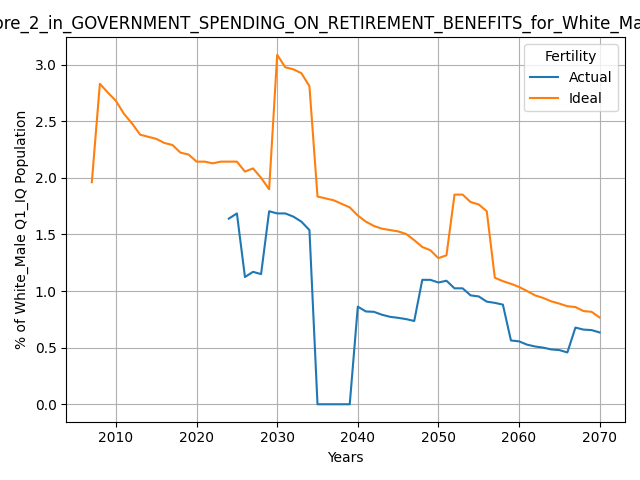 ore_2_in_GOVERNMENT_SPENDING_ON_RETIREMENT_BENEFITS_for_White_Ma
Fertility
Actual
Ideal
% of White_Male Q1_IQ Population
3.0
2.5
2.0
1.5
1.0
0.5
0.0
2010 2020 2030 2040 2050 2060 2070
Years